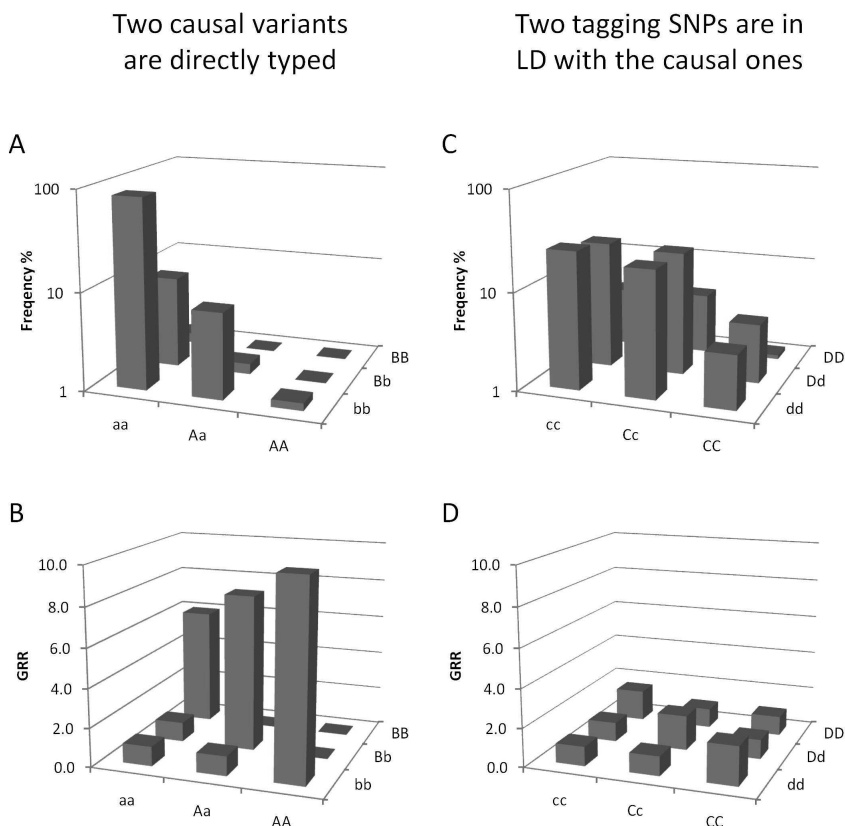 Two causal variants
are directly typed
Two tagging SNPs are in
LD with the causal ones
A
100
10
1
Freqency %
aa
Aa
AA
bb
Bb
BB
C
100
10
1
Freqency %
cc
Cc
CC
dd
Dd
DD
B
10.0
8.0
6.0
4.0
2.0
0.0
GRR
aa
Aa
AA
bb
Bb
BB
D
10.0
8.0
6.0
4.0
2.0
0.0
GRR
cc
Cc
CC
dd
Dd
DD